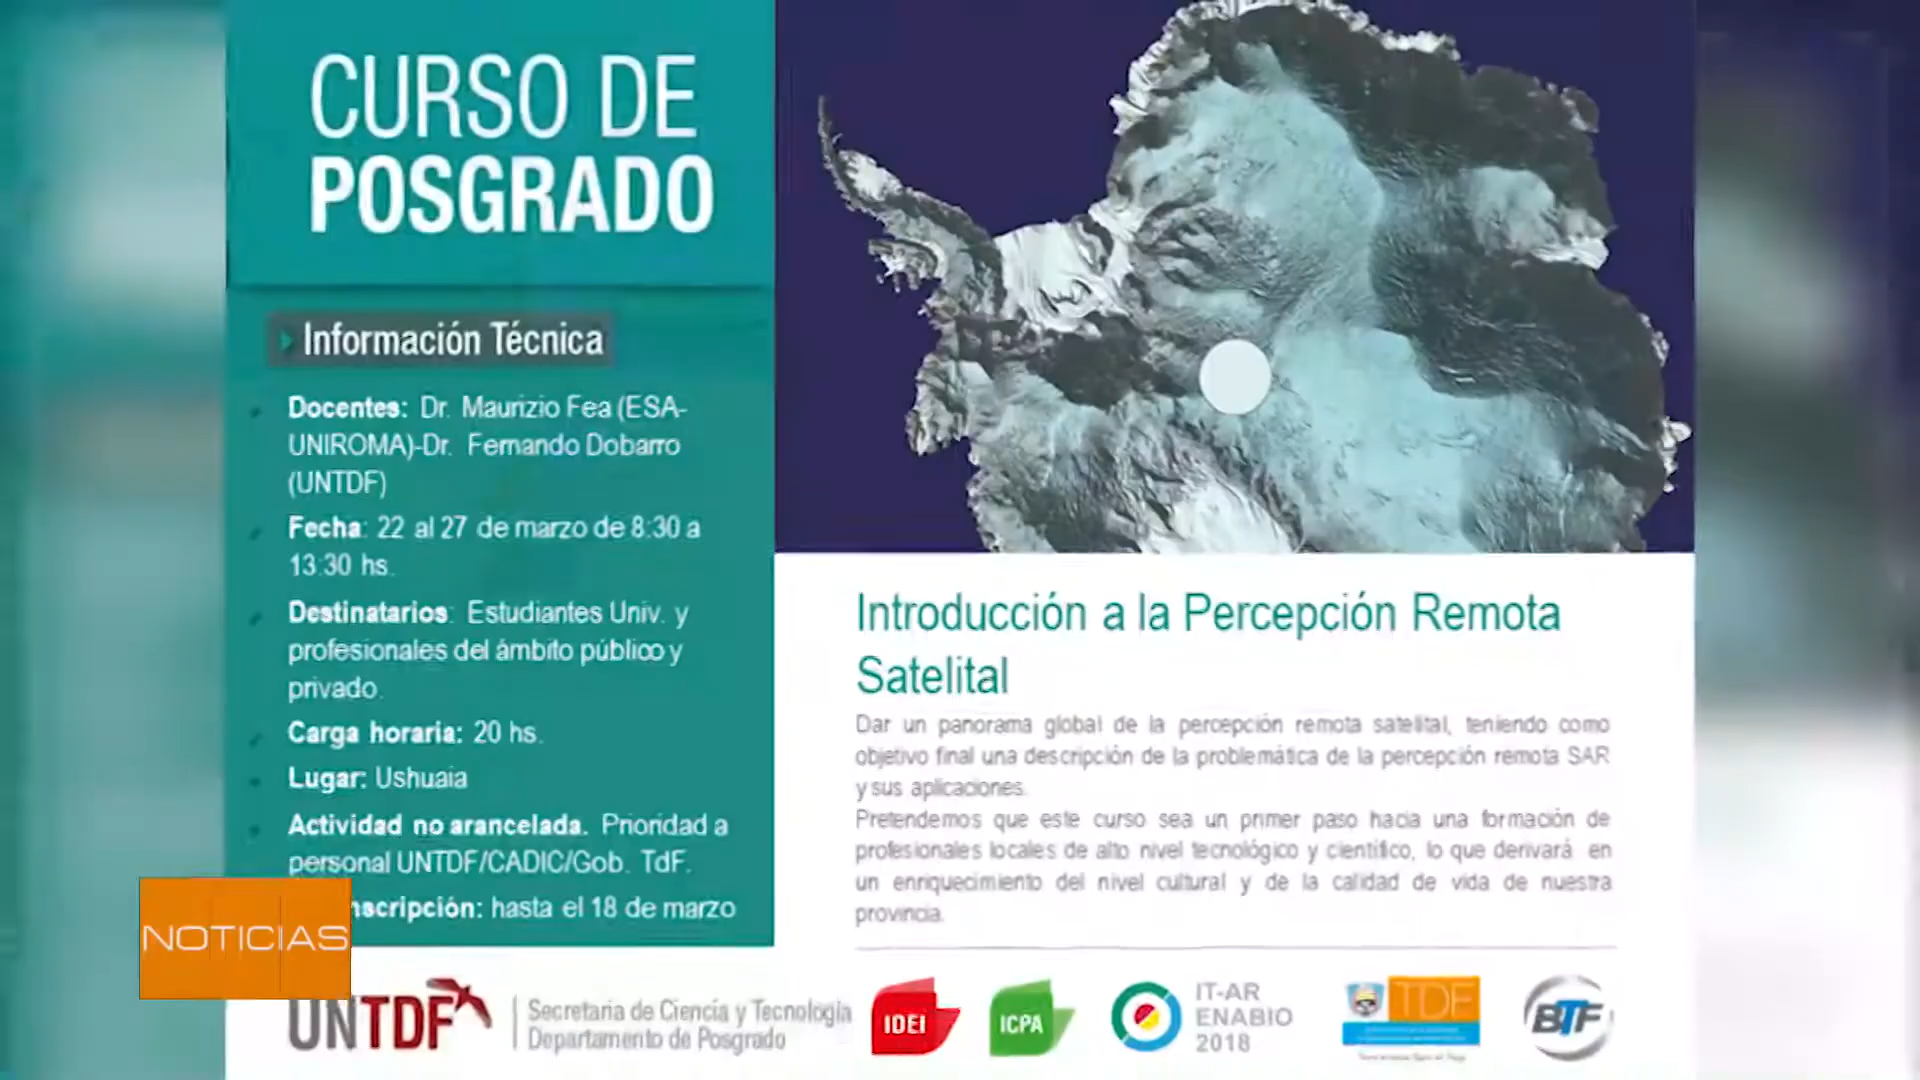 CURSO DE
POSGRADO
Información Técnica
Docentes: Dr. Maurizio Fea (ESA-
UNIROMA)-Dr. Fernando Dobarro
(UNTDF)
Fecha: 22 al 27 de marzo de 8:30 a
13:30 hs.
Destinatarios: Estudiantes Univ. y
profesionales del ámbito público y
privado.
Carga horaria: 20 hs.
Lugar: Ushuaia
Actividad no arancelada. Prioridad a
personal UNTDF/CADIC/Gob. TdF.
nscripción: hasta el 18 de marzo
NOTICIAS
Introducción a la Percepción Remota
Satelital
Dar un panorama global de la percepción remota satelital, teniendo como
objetivo final una descripción de la problemática de la percepción remota SAR
y sus aplicaciones.
Pretendemos que este curso sea un primer paso hacia una formación de
profesionales locales de alto nivel tecnológico y científico, lo que derivará en
un enriquecimiento del nivel cultural y de la calidad de vida de nuestra
provincia.
UNTDF
Secretaria de Ciencia y Tecnología
Departamento de Posgrado
IDEI
ICPA
IT-AR
ENABIO
2018
TDF
BTF